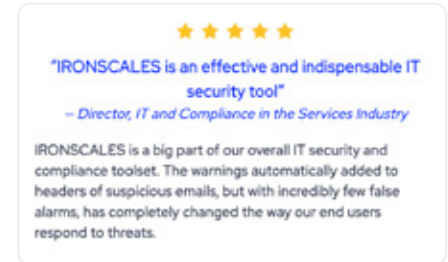 "IRONSCALES is an effective and indispensable IT
security tool"
– Director, IT and Compliance in the Services Industry
IRONSCALES is a big part of our overall IT security and
compliance toolset. The warnings automatically added to
headers of suspicious emails, but with incredibly few false
alarms, has completely changed the way our end users
respond to threats.